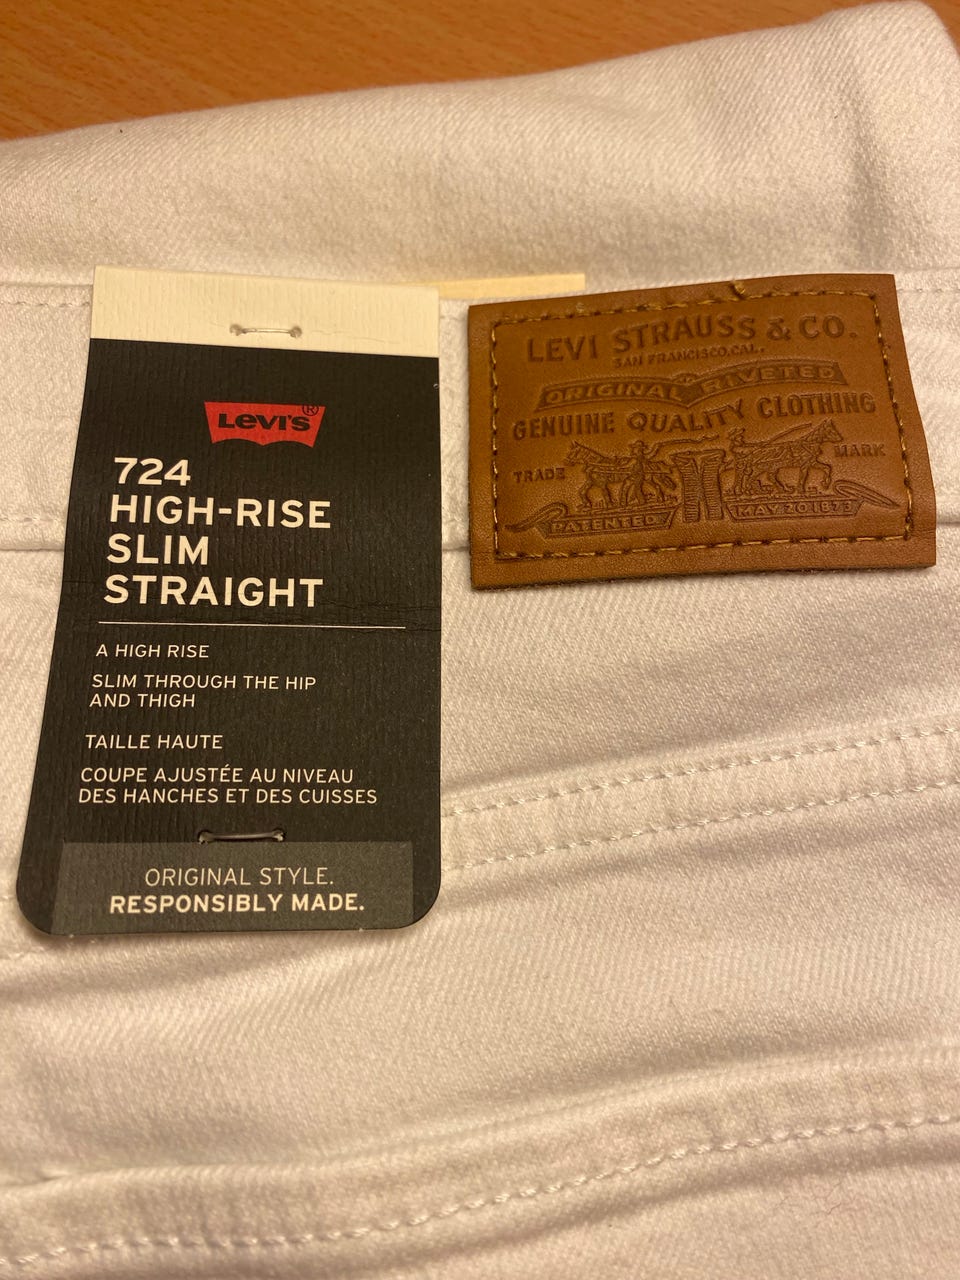 Levi's®
724
HIGH-RISE
SLIM
STRAIGHT
A HIGH RISE
SLIM THROUGH THE HIP
AND THIGH
TAILLE HAUTE
COUPE AJUSTÉE AU NIVEAU
DES HANCHES ET DES CUISSES
ORIGINAL STYLE.
RESPONSIBLY MADE.
LEVI STRAUSS & CO.
SAN FRANCISCO, CAL.
ORIGINAL RIVETED
GENUINE QUALITY CLOTHING
TRADE MARK
PATENTED MAY 20 1873